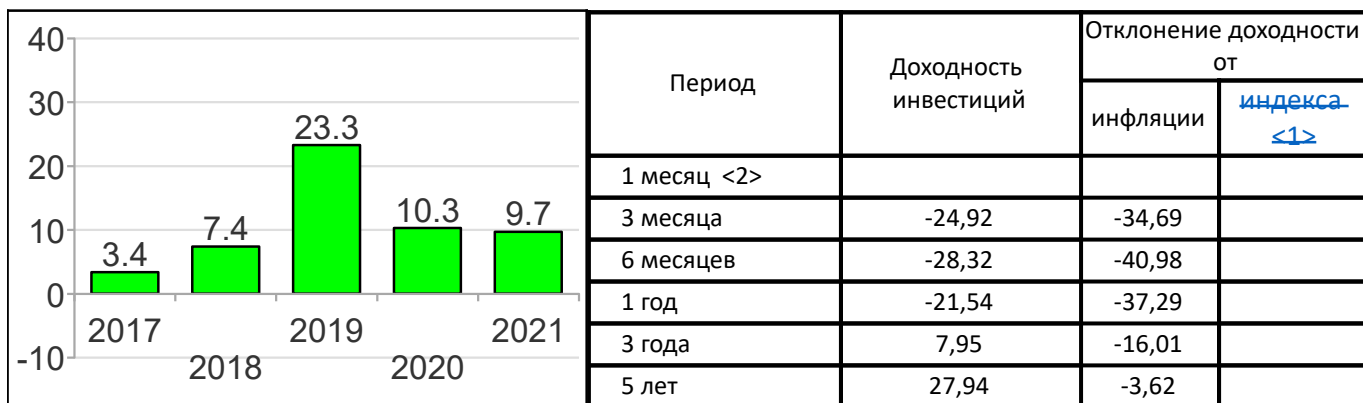 40
30
20
10
0
-10
3.4
7.4
23.3
10.3
9.7
2017
2018
2019
2020
2021
Период
Доходность
инвестиций
Отклонение доходности
от
инфляции
индекса
<1>
1 месяц <2>
3 месяца -24,92 -34,69
6 месяцев -28,32 -40,98
1 год -21,54 -37,29
3 года 7,95 -16,01
5 лет 27,94 -3,62